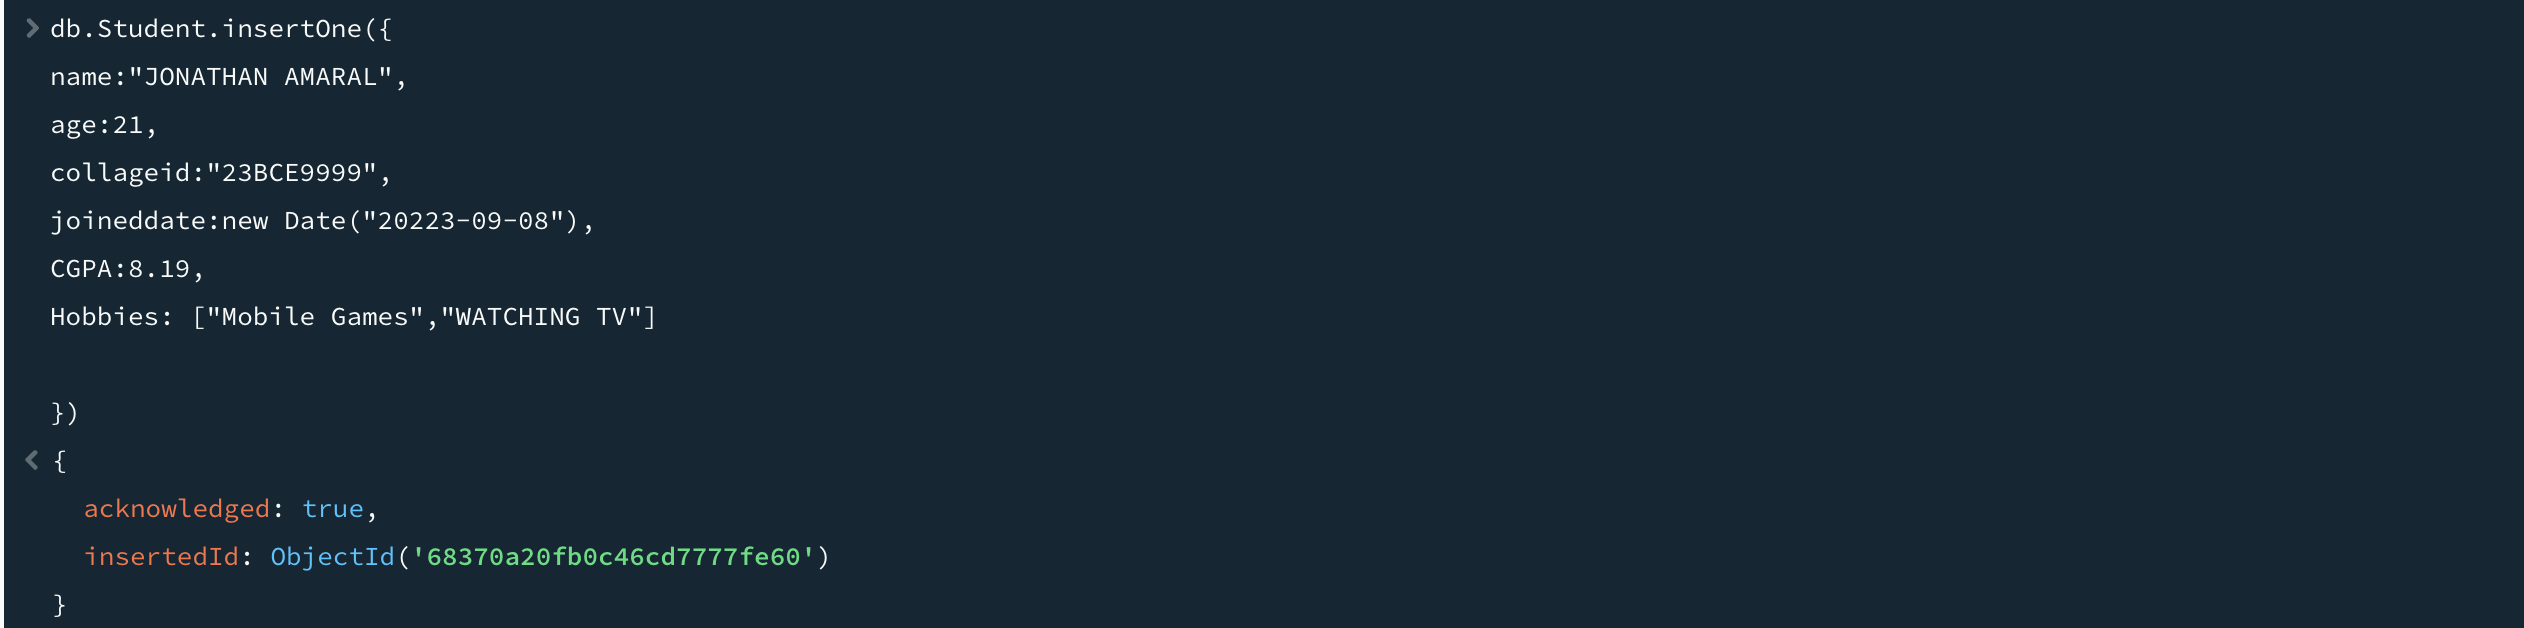 db.Student.insertOne({
name:"JONATHAN AMARAL",
age:21,
collageid:"23BCE9999",
joineddate:new Date("20223-09-08"),
CGPA:8.19,
Hobbies: ["Mobile Games","WATCHING TV"]
})
{
acknowledged: true,
insertedId: ObjectId('68370a20fb0c46cd7777fe60')
}